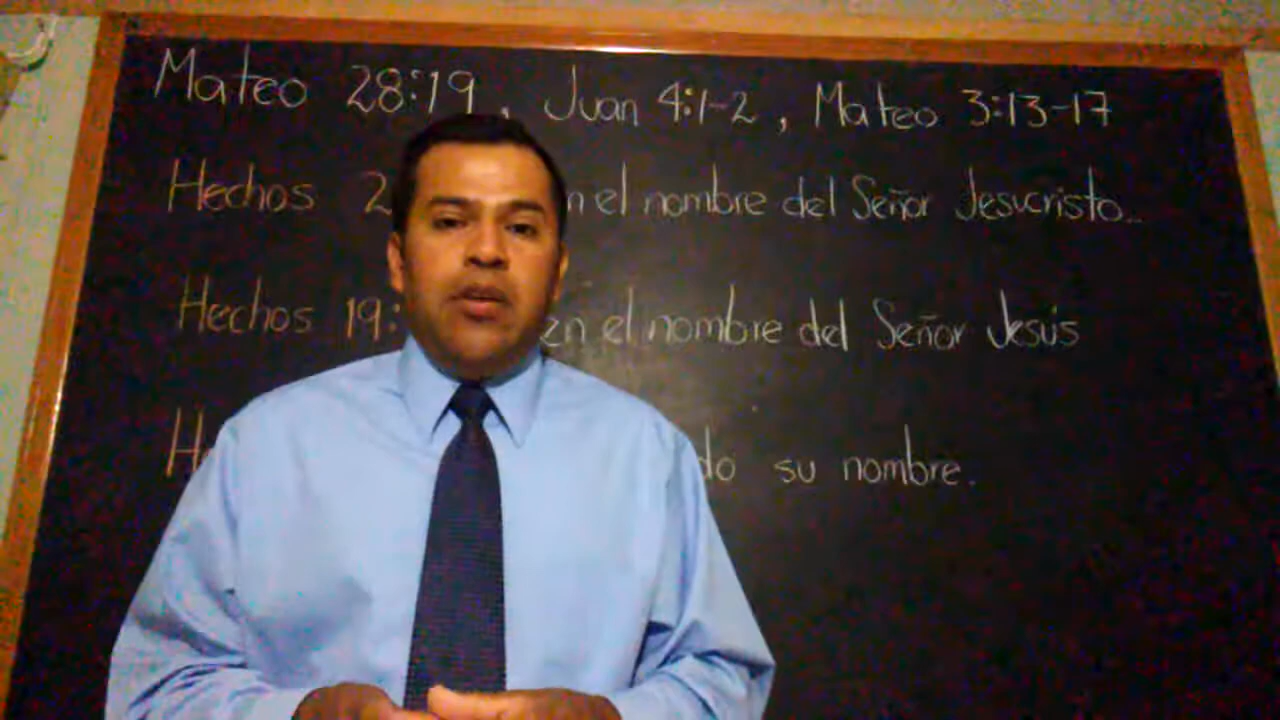 Mateo 28:19, Juan 4:1-2, Mateo 3:13-17
Hechos 2 n el nombre del Señor Jesucristo...
Hechos 19: en el nombre del Señor Jesús
He do su nombre.